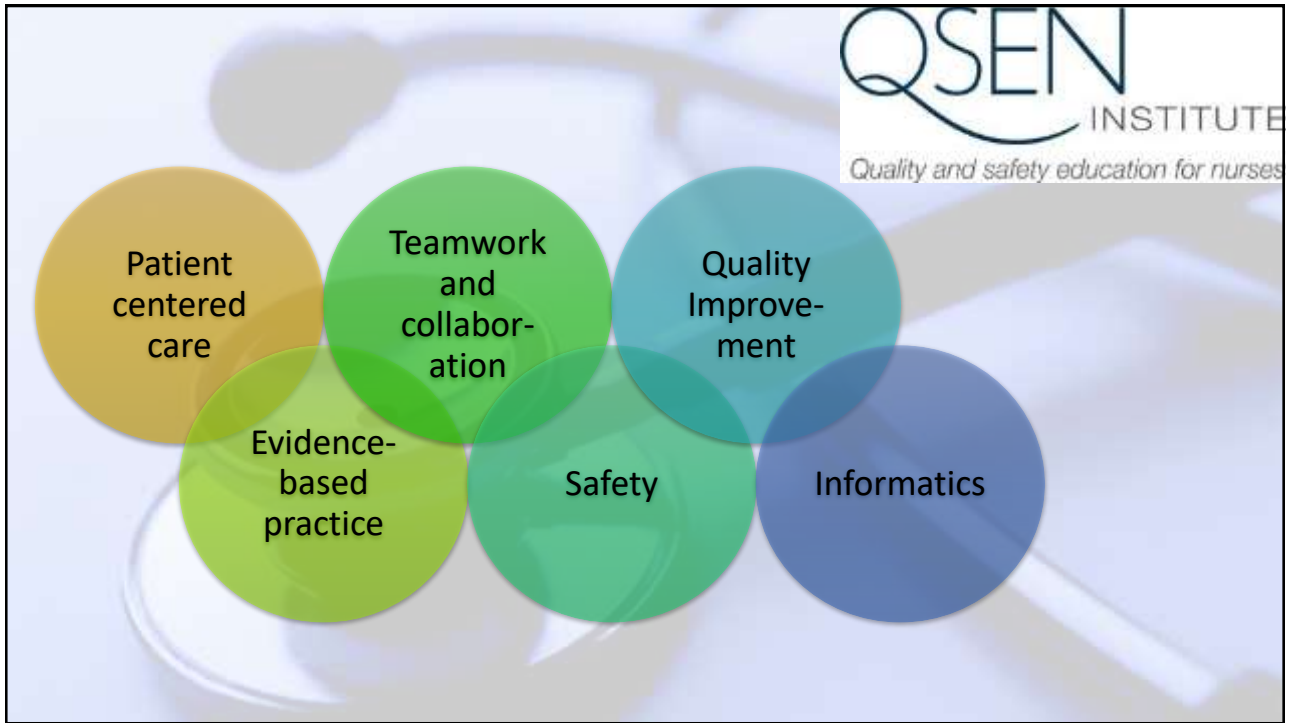 QSEN
INSTITUTE
Quality and safety education for nurses
Patient
centered
care
Teamwork
and
collabor-
ation
Quality
Improve-
ment
Evidence-
based
practice
Safety
Informatics